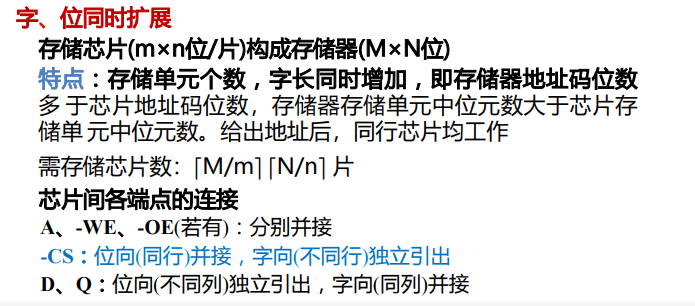 字、位同时扩展
存储芯片(m×n位/片)构成存储器(M×N位)
特点：存储单元个数，字长同时增加，即存储器地址码位数
多 于芯片地址码位数，存储器存储单元中位元数大于芯片存
储单 元中位元数。给出地址后，同行芯片均工作
需存储芯片数：⌈M/m⌉ ⌈N/n⌉ 片
芯片间各端点的连接
A、-WE、-OE(若有)：分别并接
-CS：位向(同行)并接，字向(不同行)独立引出
D、Q：位向(不同列)独立引出，字向(同列)并接